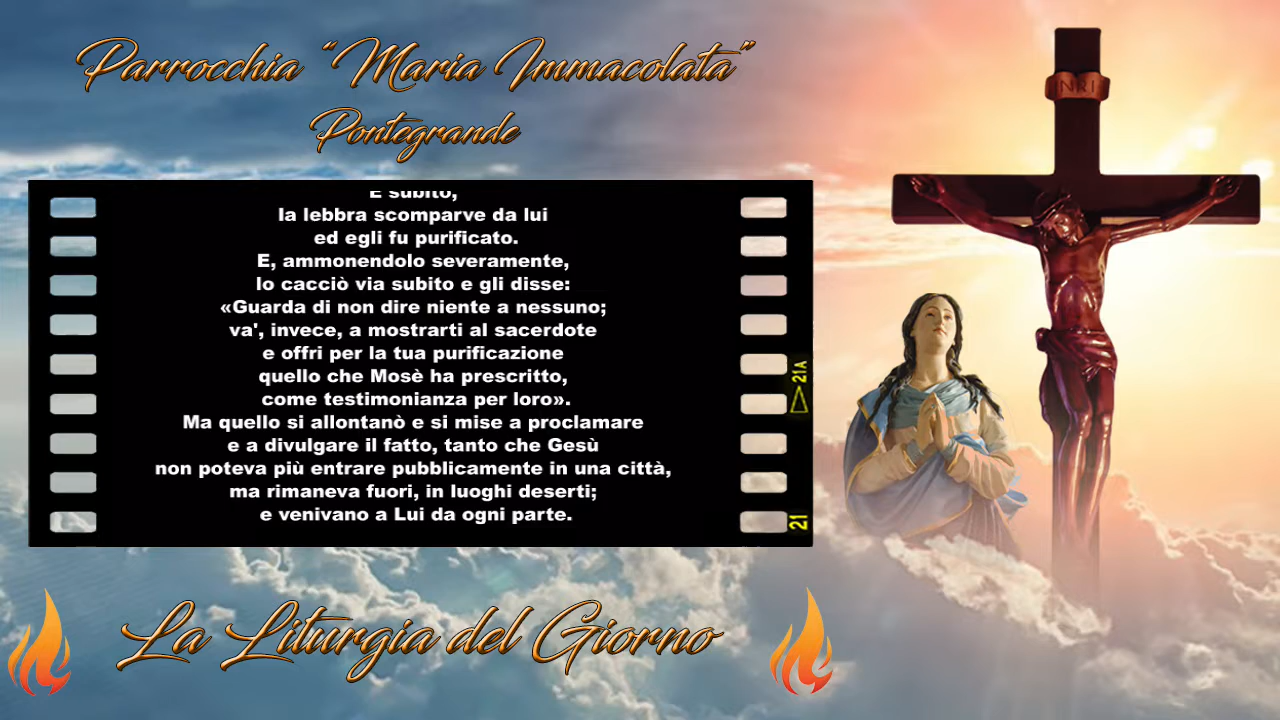 Parrocchia “Maria Immacolata”
Pontegrande
INRI
E subito,
la lebbra scomparve da lui
ed egli fu purificato.
E, ammonendolo severamente,
lo cacciò via subito e gli disse:
«Guarda di non dire niente a nessuno;
va', invece, a mostrarti al sacerdote
e offri per la tua purificazione
quello che Mosè ha prescritto,
come testimonianza per loro».
Ma quello si allontanò e si mise a proclamare
e a divulgare il fatto, tanto che Gesù
non poteva più entrare pubblicamente in una città,
ma rimaneva fuori, in luoghi deserti;
e venivano a Lui da ogni parte.
21A
21
La Liturgia del Giorno